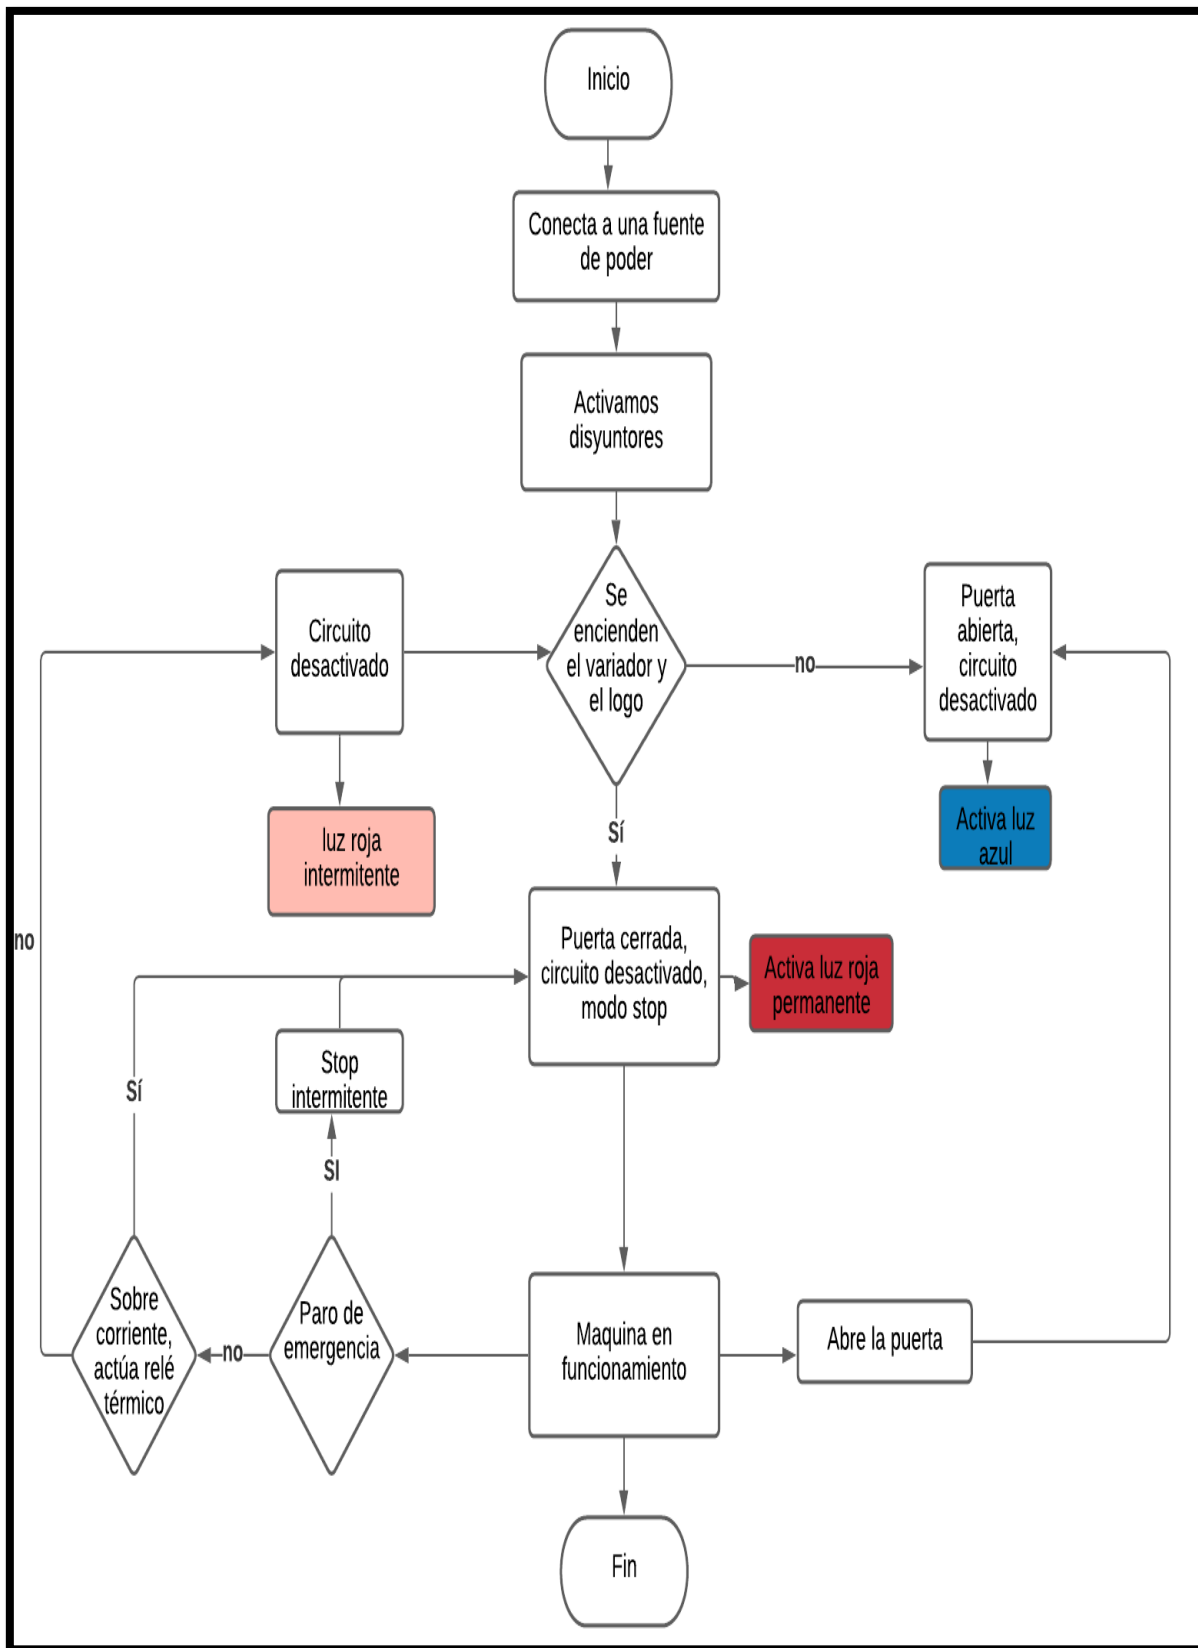 Inicio
Conecta a una fuente
de poder
Activamos
disyuntores
Se
encienden
el variador y
el logo
no
Puerta
abierta,
circuito
desactivado
Activa luz
azul
Circuito
desactivado
luz roja
intermitente
Sí
Puerta cerrada,
circuito desactivado,
modo stop
Activa luz roja
permanente
no
Sí
Stop
intermitente
SI
Sobre
corriente,
actúa relé
térmico
no
Paro de
emergencia
Maquina en
funcionamiento
Abre la puerta
Fin